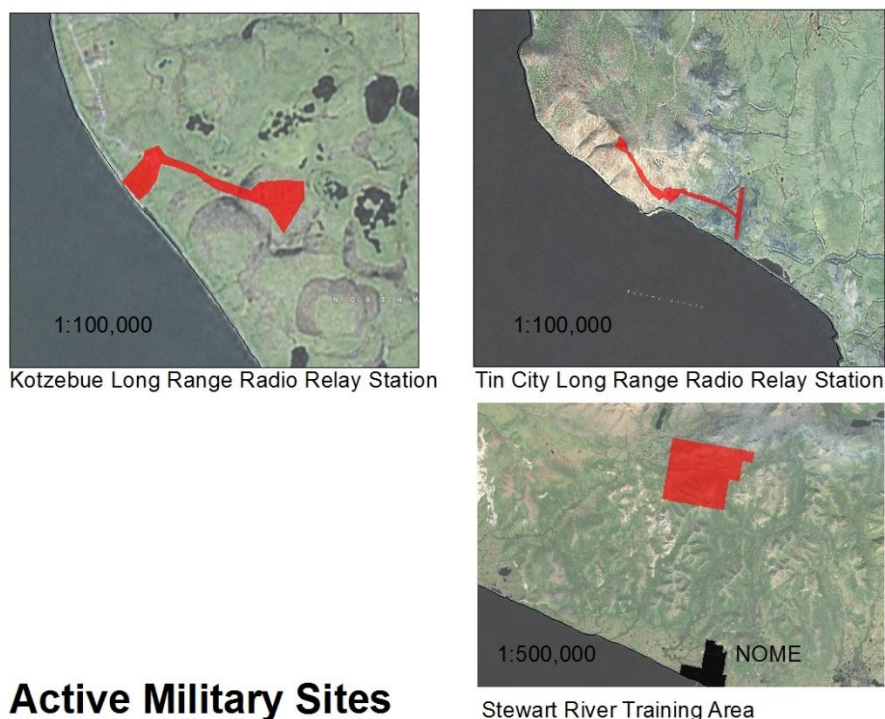 1:100,000
Kotzebue Long Range Radio Relay Station
1:100,000
Tin City Long Range Radio Relay Station
1:500,000
NOME
Stewart River Training Area
Active Military Sites